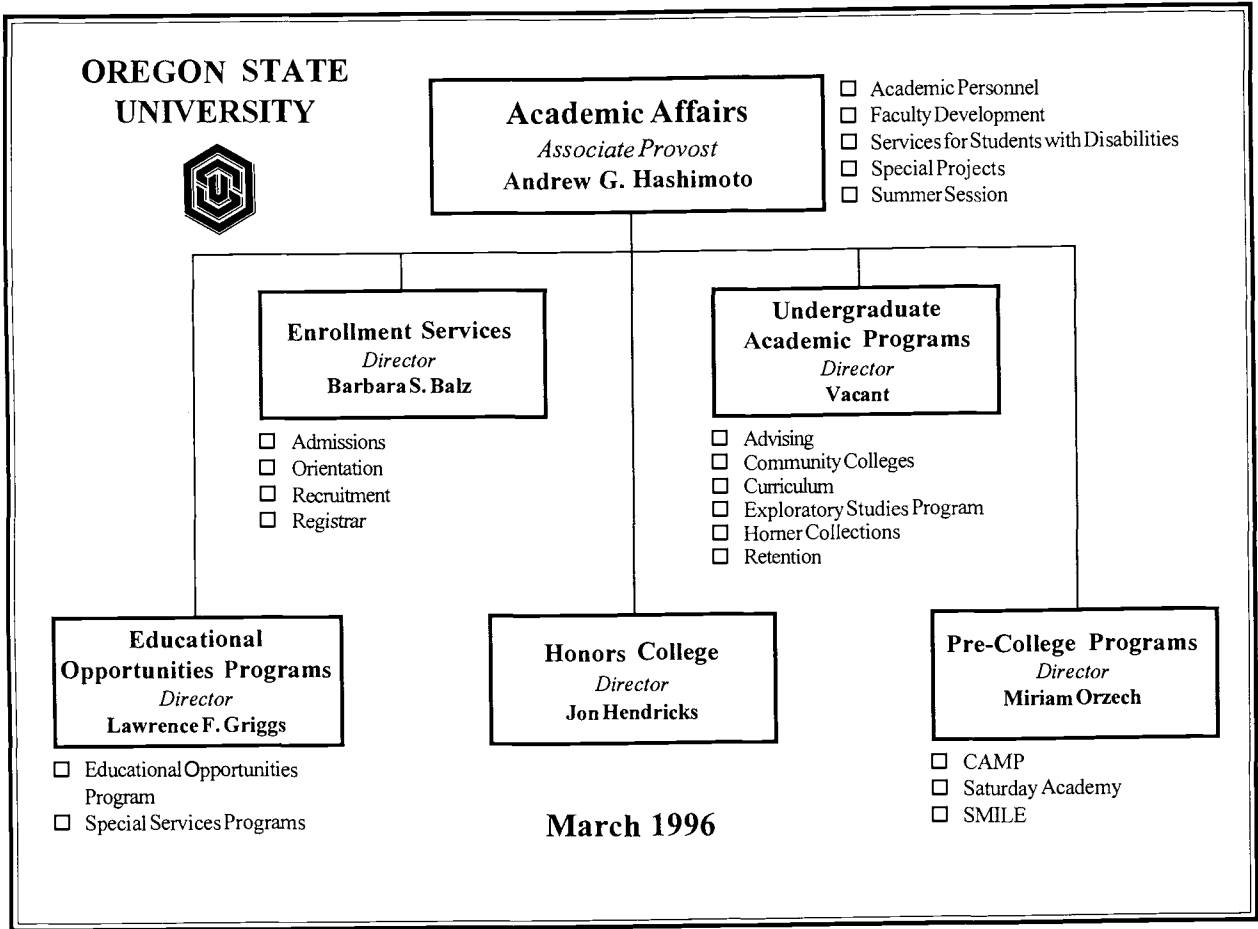 OREGON STATE
UNIVERSITY
Academic Affairs
Associate Provost
Andrew G. Hashimoto
Academic Personnel
Faculty Development
Services for Students with Disabilities
Special Projects
Summer Session
Enrollment Services
Director
Barbara S. Balz
Admissions
Orientation
Recruitment
Registrar
Undergraduate
Academic Programs
Director
Vacant
Advising
Community Colleges
Curriculum
Exploratory Studies Program
Horner Collections
Retention
Educational
Opportunities Programs
Director
Lawrence F. Griggs
Educational Opportunities
Program
Special Services Programs
Honors College
Director
Jon Hendricks
Pre-College Programs
Director
Miriam Orzech
CAMP
Saturday Academy
SMILE
March 1996